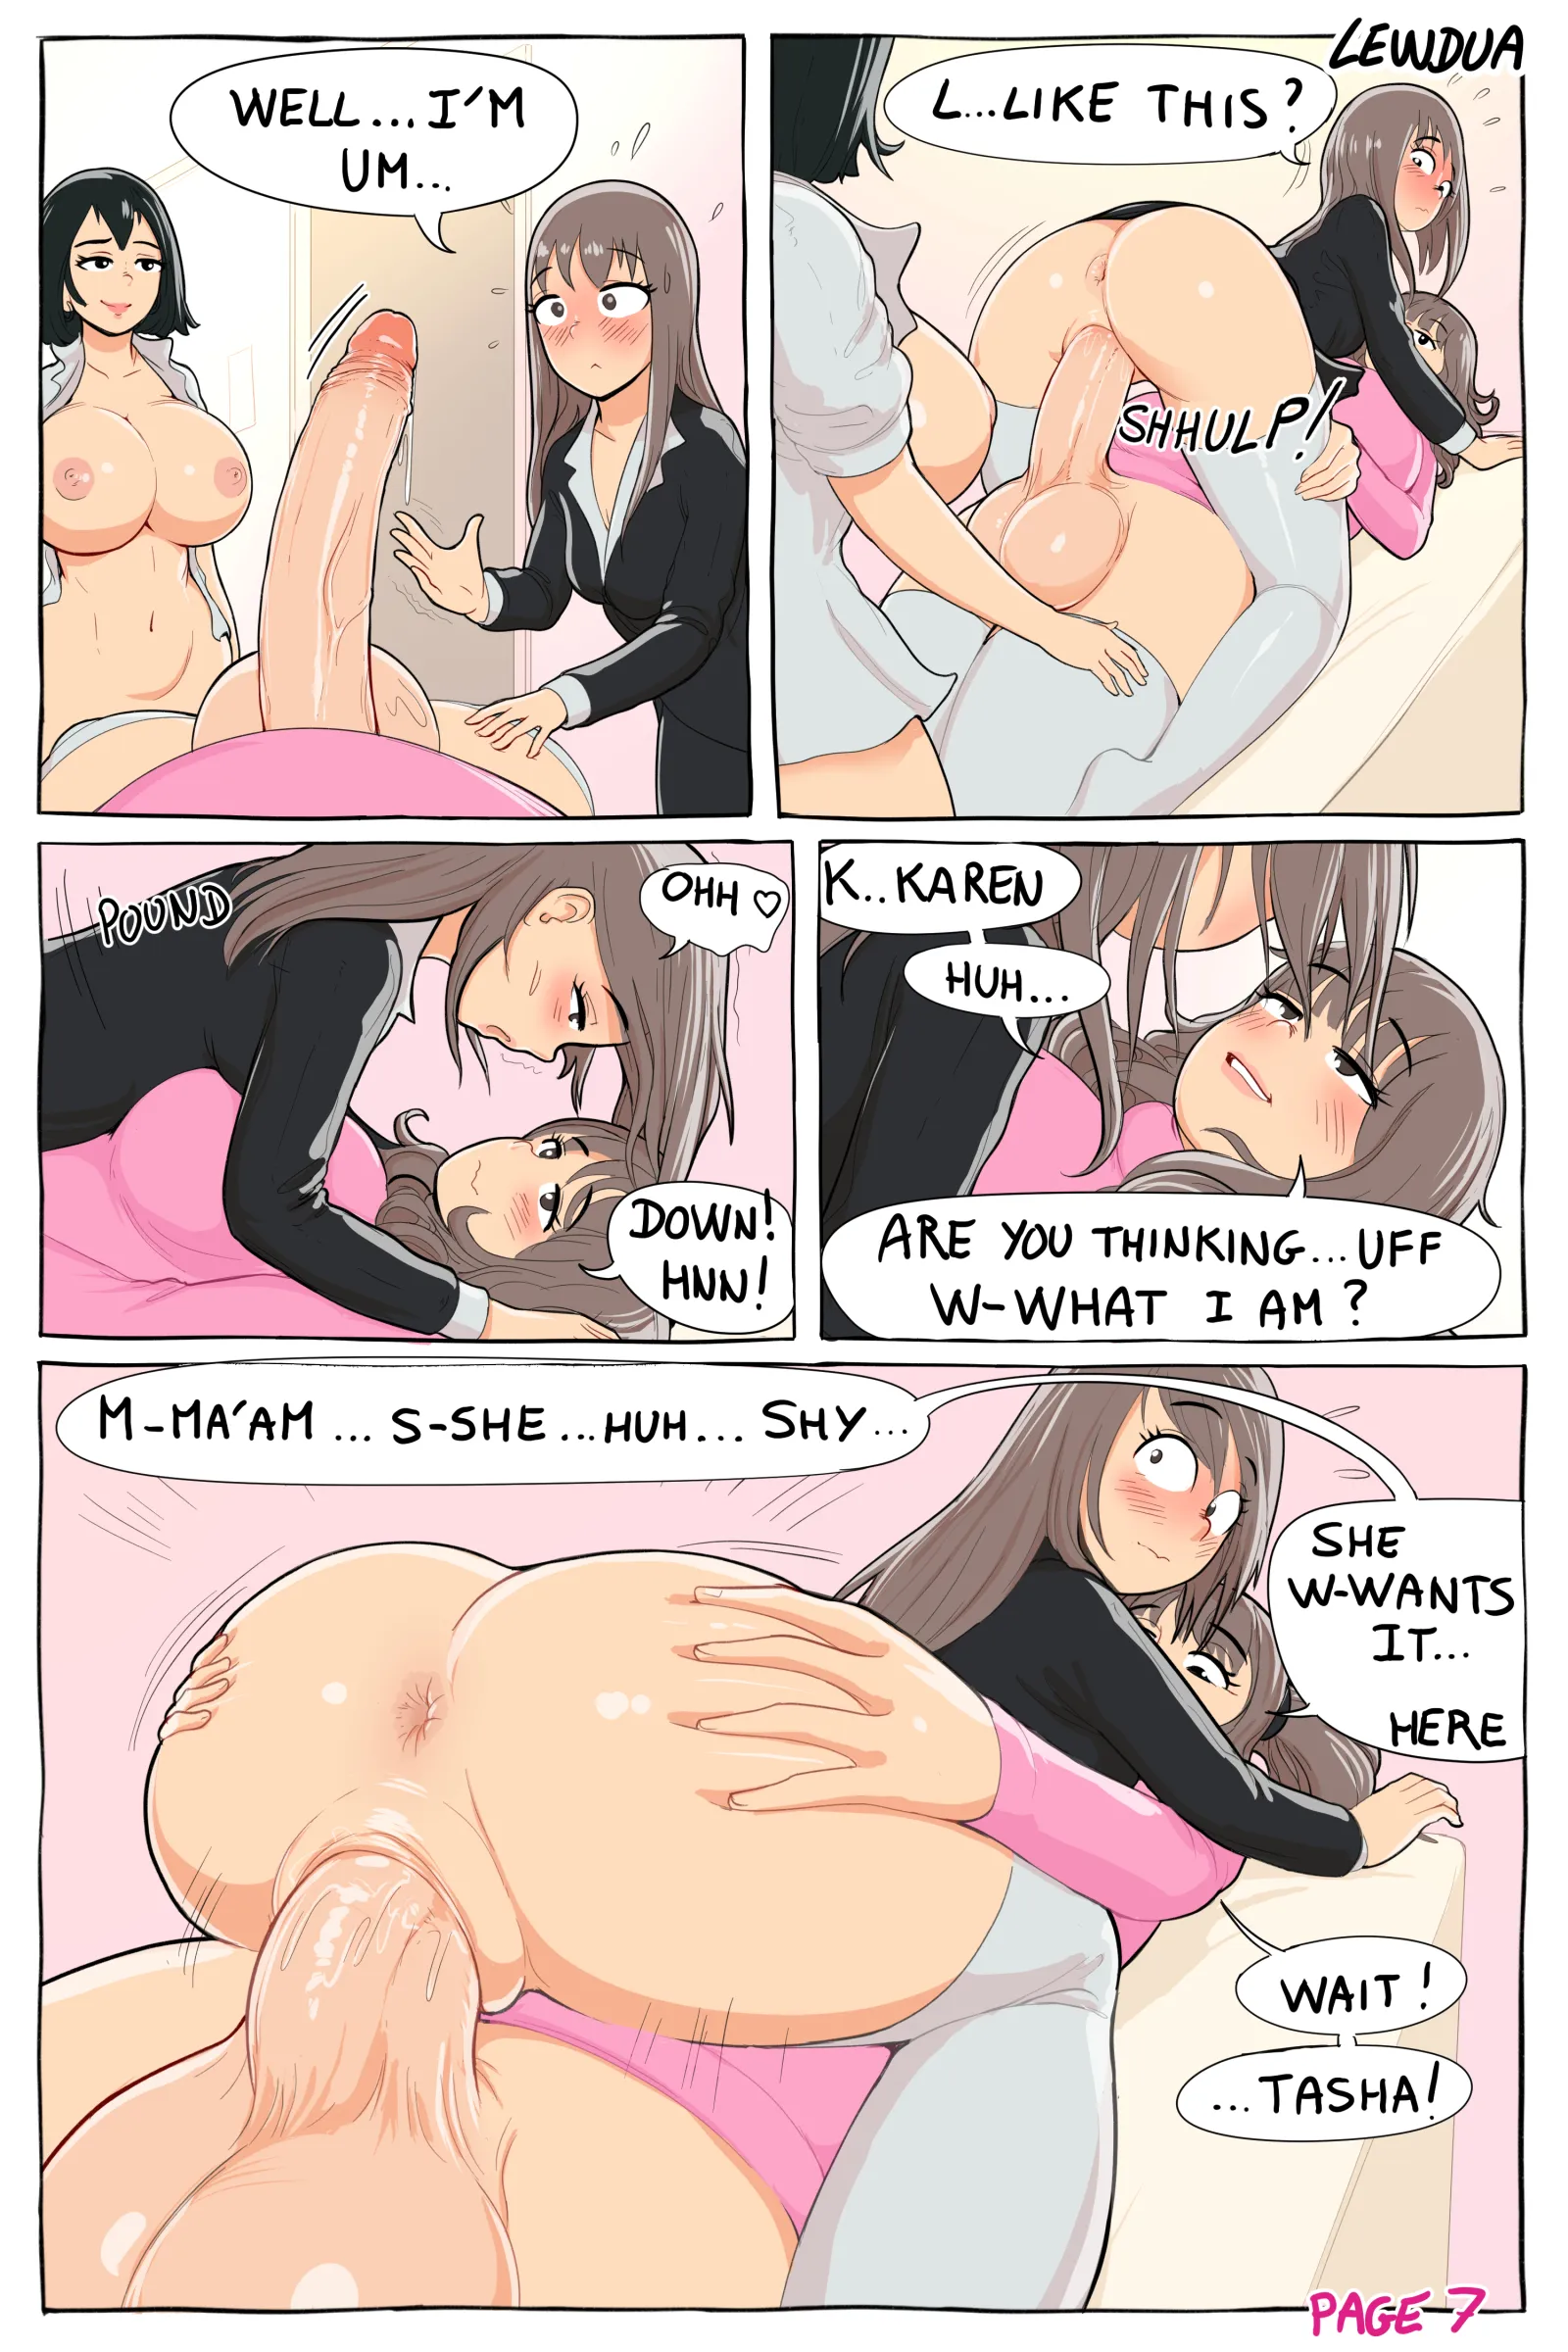 LEWDUA
WELL...I'M
UM...
L...LIKE THIS?
SHHULP!
POUND
OHH ♡
DOWN!
HNN!
K..KAREN
HUH...
ARE YOU THINKING...UFF
W-WHAT I AM?
M-MA'AM ... S-SHE ...HUH... SHY...
SHE
W-WANTS
IT...
HERE
WAIT!
...TASHA!
PAGE 7